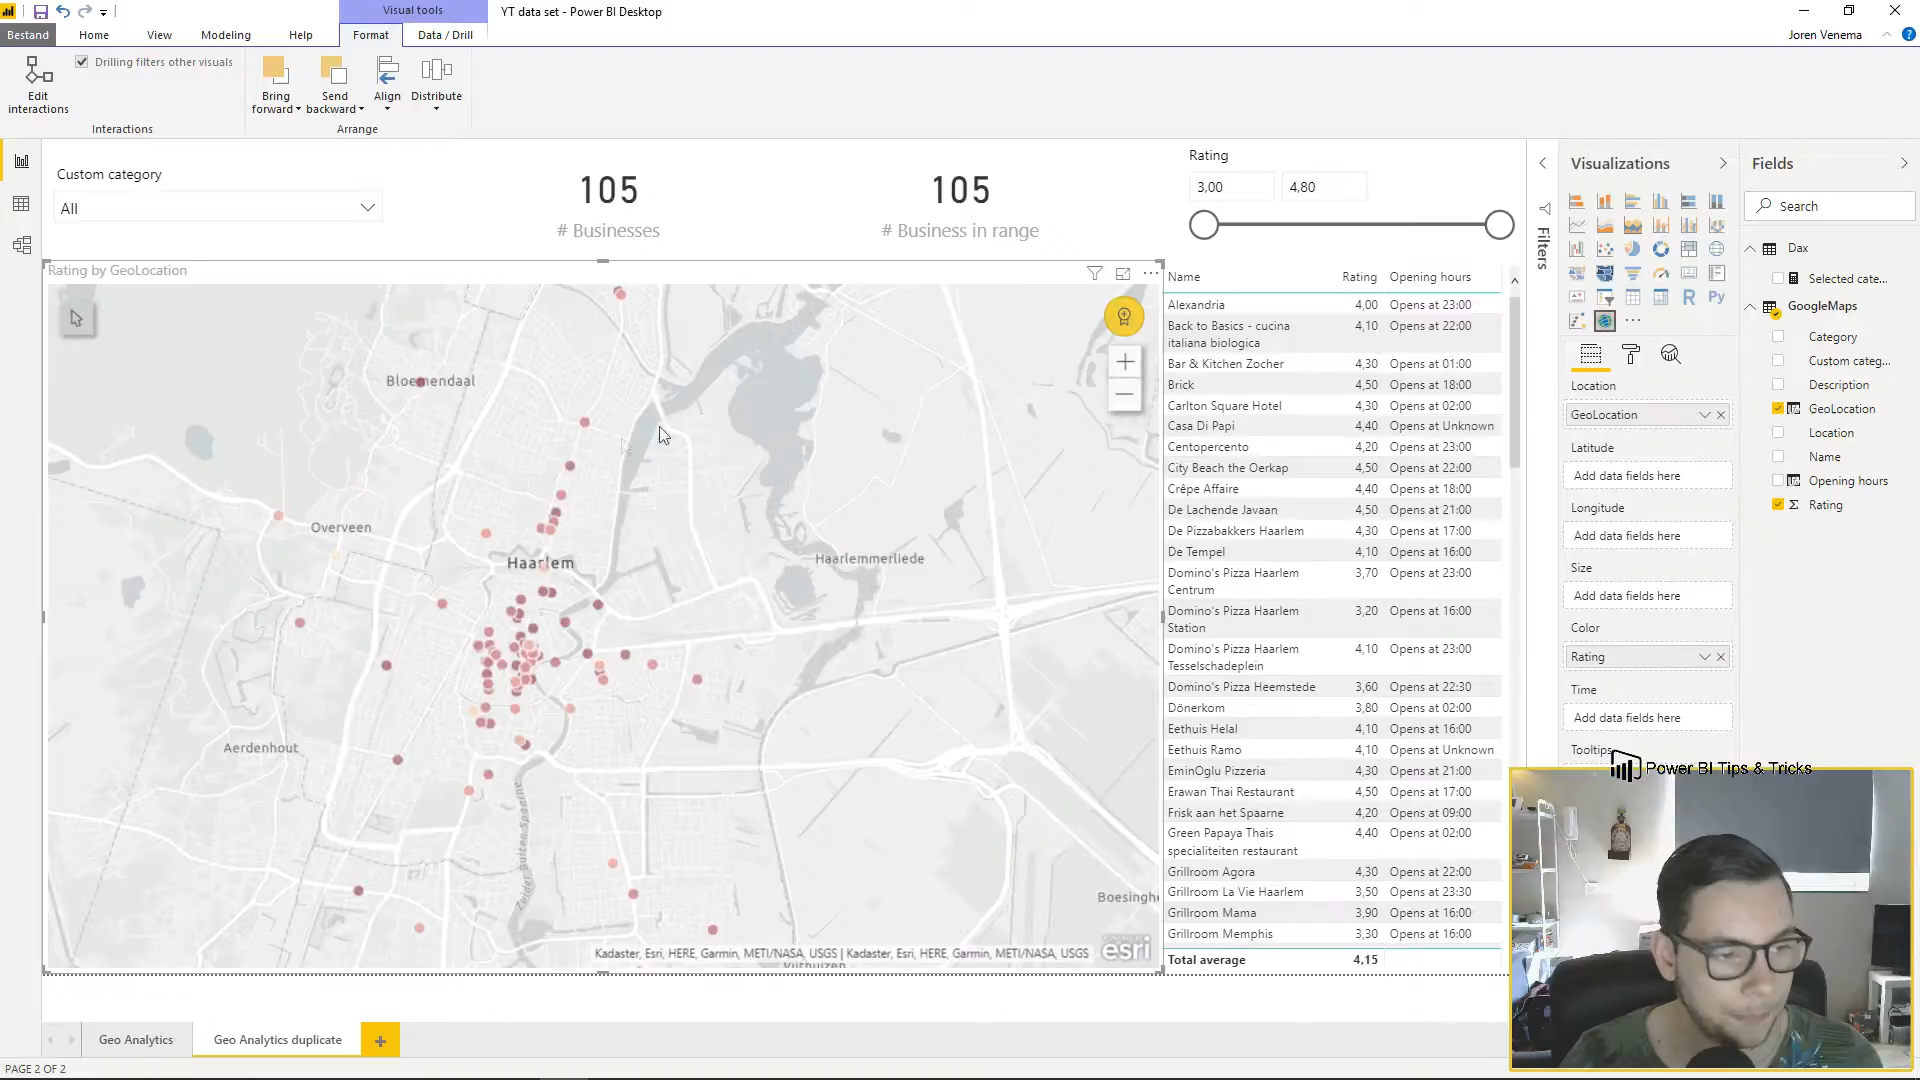 Visual tools
YT data set - Power BI Desktop
Bestand
Home
View
Modeling
Help
Format
Data / Drill
Joren Venema
?
Edit
interactions
Drilling filters other visuals
Interactions
Bring
forward
Send
backward
Align
Distribute
Arrange
Custom category
All
105
# Businesses
105
# Business in range
Rating
3,00
4,80
Rating by GeoLocation
Bloemendaal
Overveen
Haarlem
Haarlemmerliede
Aerdenhout
Zuider Buiten Spaarne
Boesingh
Kadaster, Esri, HERE, Garmin, METI/NASA, USGS | Kadaster, Esri, HERE, Garmin, METI/NASA, USGS
esri
Name Rating Opening hours
Alexandria 4,00 Opens at 23:00
Back to Basics - cucina 4,10 Opens at 22:00
italiana biologica
Bar & Kitchen Zocher 4,30 Opens at 01:00
Brick 4,50 Opens at 18:00
Carlton Square Hotel 4,30 Opens at 02:00
Casa Di Papi 4,40 Opens at Unknown
Centopercento 4,20 Opens at 23:00
City Beach the Oerkap 4,50 Opens at 22:00
Crêpe Affaire 4,40 Opens at 18:00
De Lachende Javaan 4,50 Opens at 21:00
De Pizzabakkers Haarlem 4,30 Opens at 17:00
De Tempel 4,10 Opens at 16:00
Domino's Pizza Haarlem 3,70 Opens at 23:00
Centrum
Domino's Pizza Haarlem 3,20 Opens at 16:00
Station
Domino's Pizza Haarlem 4,10 Opens at 23:00
Tesselschadeplein
Domino's Pizza Heemstede 3,60 Opens at 22:30
Dönerkom 3,80 Opens at 02:00
Eethuis Helal 4,10 Opens at 16:00
Eethuis Ramo 4,10 Opens at Unknown
EminOglu Pizzeria 4,30 Opens at 21:00
Erawan Thai Restaurant 4,50 Opens at 17:00
Frisk aan het Spaarne 4,20 Opens at 09:00
Green Papaya Thais 4,40 Opens at 02:00
specialiteiten restaurant
Grillroom Agora 4,30 Opens at 22:00
Grillroom La Vie Haarlem 3,50 Opens at 23:30
Grillroom Mama 3,90 Opens at 16:00
Grillroom Memphis 3,30 Opens at 16:00
Total average 4,15
Filters
Visualizations
R
Py
Location
GeoLocation
Latitude
Add data fields here
Longitude
Add data fields here
Size
Add data fields here
Color
Rating
Time
Add data fields here
Tooltips
Fields
Search
Dax
Selected cate...
GoogleMaps
Category
Custom categ...
Description
GeoLocation
Location
Name
Opening hours
Rating
Power BI Tips & Tricks
Geo Analytics
Geo Analytics duplicate
PAGE 2 OF 2